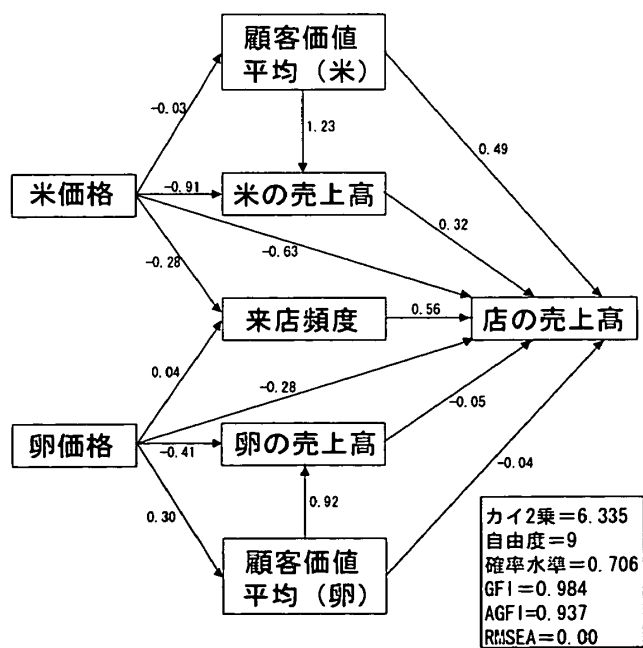 顧客価値
平均（米）
-0.03
1.23
0.49
米価格
-0.91
米の売上高
0.32
-0.63
-0.28
来店頻度
0.56
店の売上高
0.04
-0.28
-0.05
卵価格
-0.41
卵の売上高
-0.04
0.30
0.92
顧客価値
平均（卵）
カイ2乗＝6.335
自由度＝9
確率水準＝0.706
GFI＝0.984
AGFI＝0.937
RMSEA＝0.00